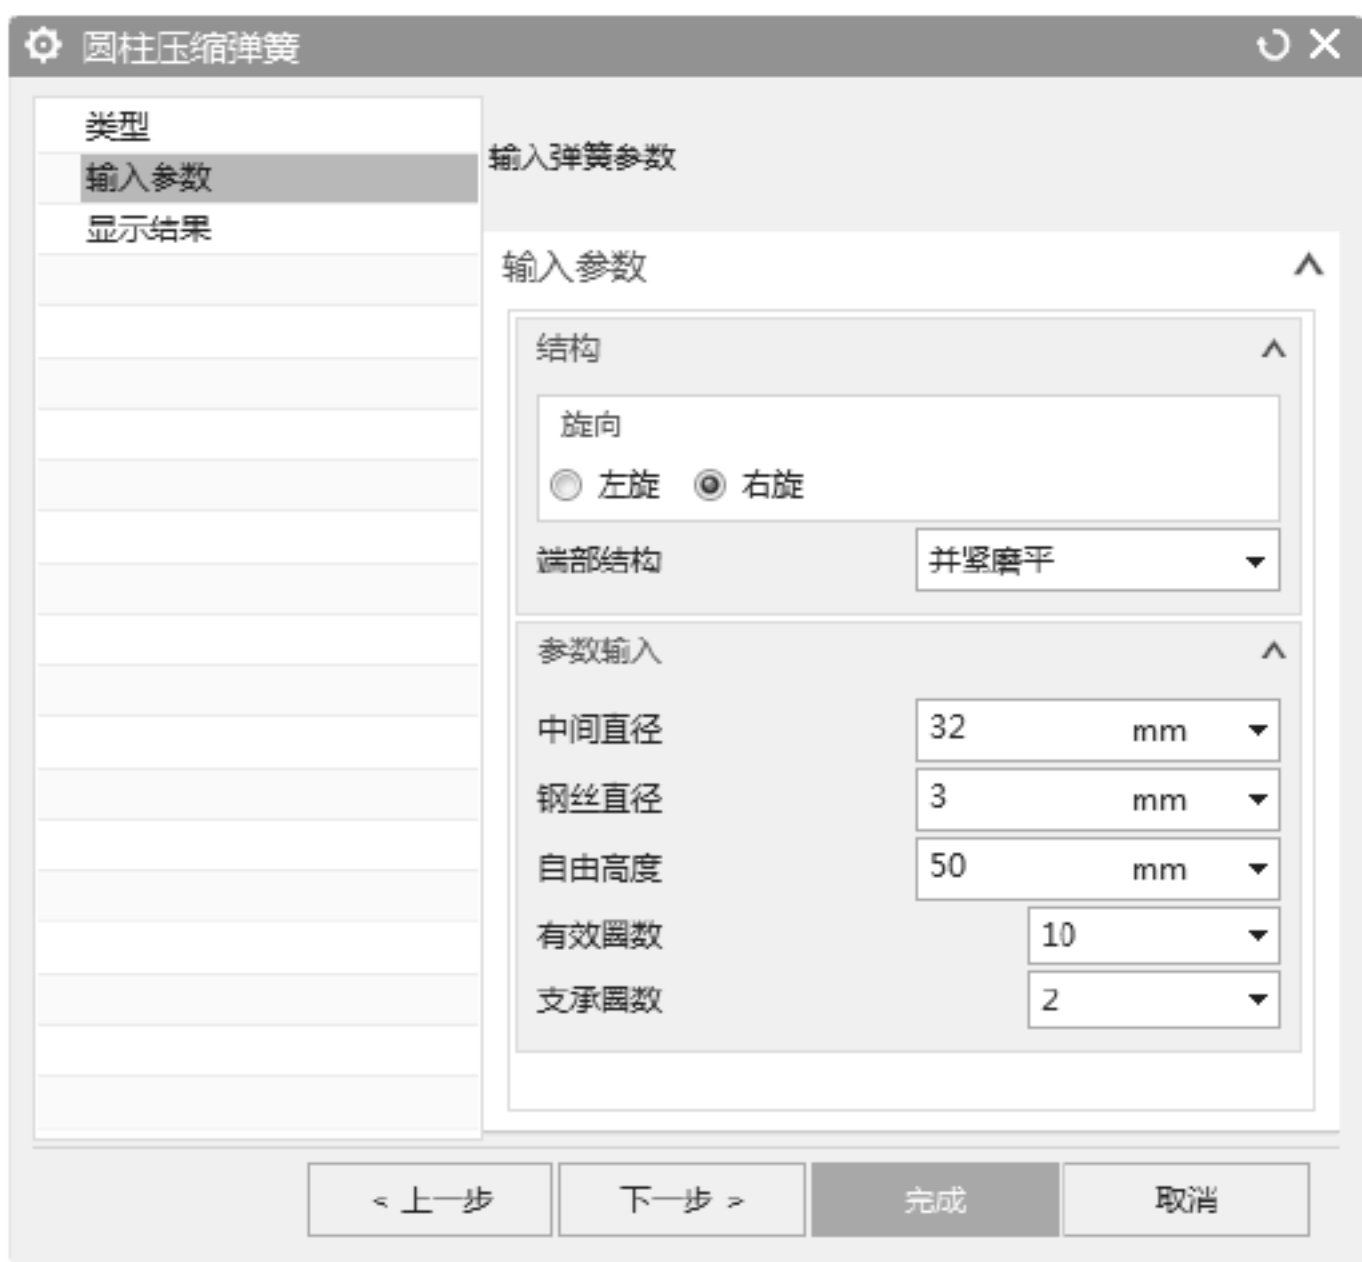 圆柱压缩弹簧
类型
输入参数
显示结果
输入弹簧参数
输入参数
结构
旋向
左旋 右旋
端部结构 并紧磨平
参数输入
中间直径 32 mm
钢丝直径 3 mm
自由高度 50 mm
有效圈数 10
支承圈数 2
< 上一步 下一步 > 完成 取消